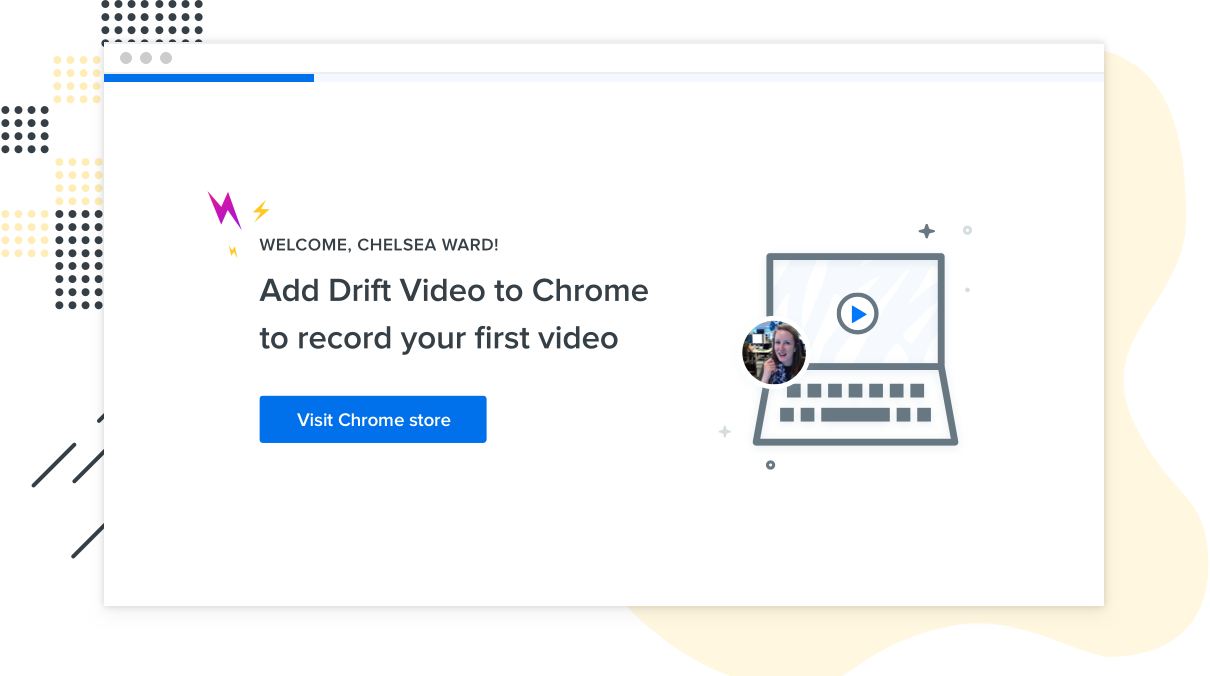 WELCOME, CHELSEA WARD!
Add Drift Video to Chrome
to record your first video
Visit Chrome store